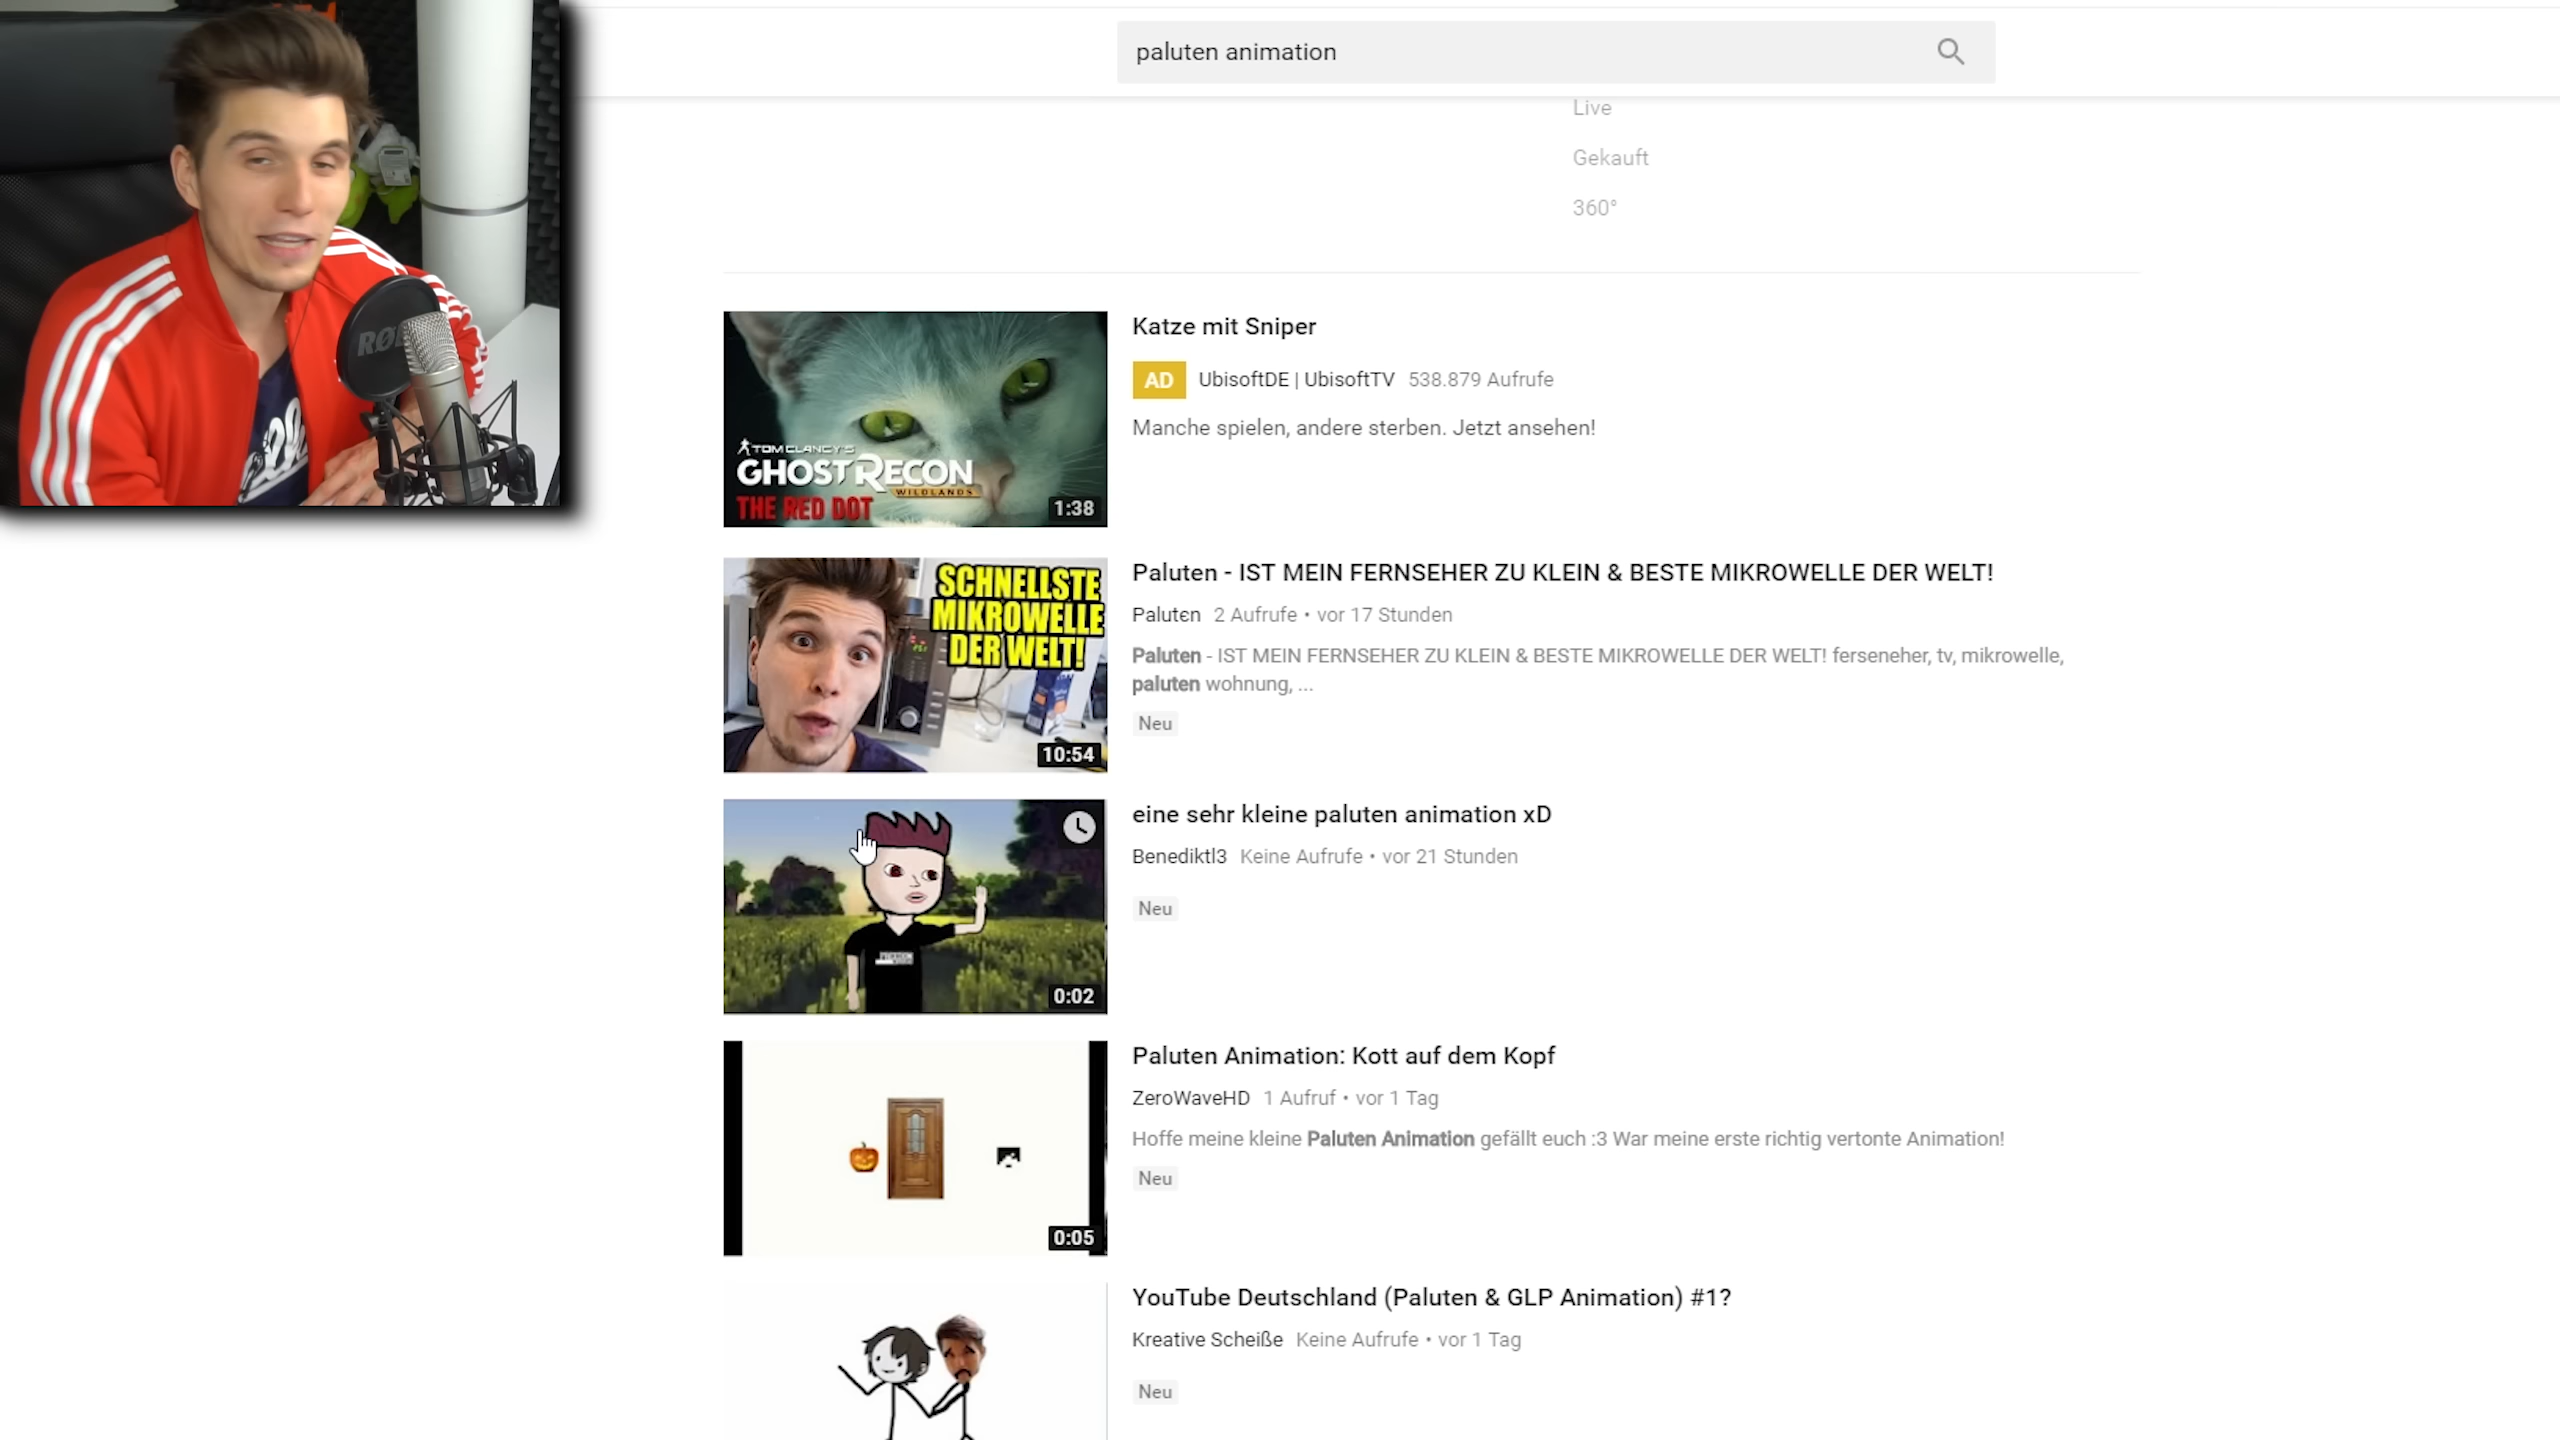 paluten animation
Live
Gekauft
360°
RØD
Katze mit Sniper
AD UbisoftDE | UbisoftTV 538.879 Aufrufe
Manche spielen, andere sterben. Jetzt ansehen!
TOM CLANCY'S
GHOST RECON
WILDLANDS
THE RED DOT
1:38
SCHNELLSTE
MIKROWELLE
DER WELT!
10:54
Paluten - IST MEIN FERNSEHER ZU KLEIN & BESTE MIKROWELLE DER WELT!
Paluten 2 Aufrufe • vor 17 Stunden
Paluten - IST MEIN FERNSEHER ZU KLEIN & BESTE MIKROWELLE DER WELT! ferseneher, tv, mikrowelle,
paluten wohnung, ...
Neu
0:02
eine sehr kleine paluten animation xD
Benediktl3 Keine Aufrufe • vor 21 Stunden
Neu
0:05
Paluten Animation: Kott auf dem Kopf
ZeroWaveHD 1 Aufruf • vor 1 Tag
Hoffe meine kleine Paluten Animation gefällt euch :3 War meine erste richtig vertonte Animation!
Neu
YouTube Deutschland (Paluten & GLP Animation) #1?
Kreative Scheiße Keine Aufrufe • vor 1 Tag
Neu